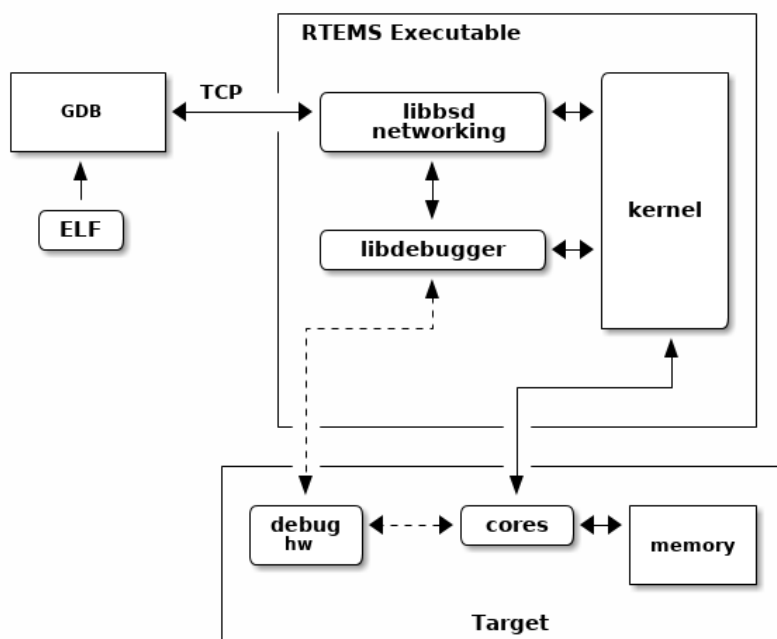 RTEMS Executable
TCP
GDB
libbsd
networking
kernel
ELF
libdebugger
debug
hw
cores
memory
Target